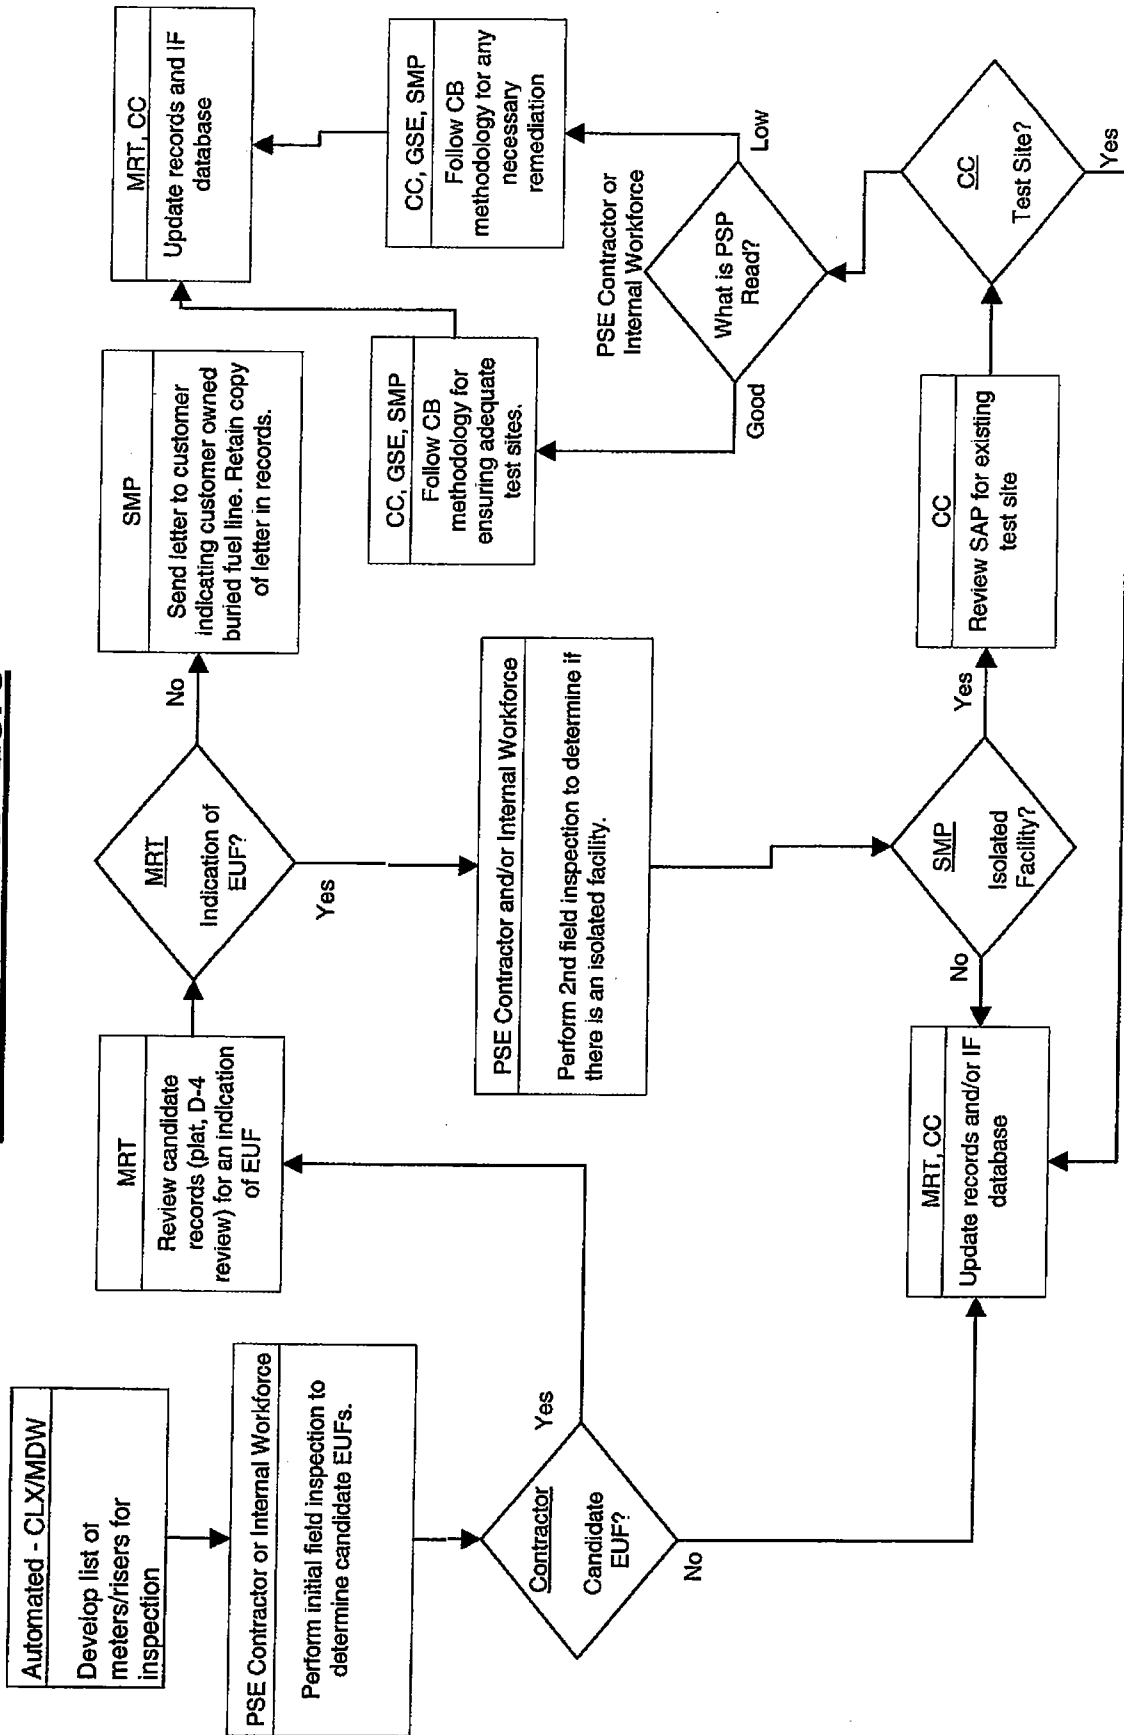 Automated - CLX/MDW
Develop list of
meters/risers for
inspection
PSE Contractor or Internal Workforce
Perform initial field inspection to
determine candidate EUFs.
Contractor
Candidate
EUF?
Yes
No
MRT
Review candidate
records (plat, D-4
review) for an indication
of EUF
MRT
Indication of
EUF?
No
Yes
SMP
Send letter to customer
indicating customer owned
buried fuel line. Retain copy
of letter in records.
PSE Contractor and/or Internal Workforce
Perform 2nd field inspection to determine if
there is an isolated facility.
SMP
Isolated
Facility?
No
Yes
MRT, CC
Update records and/or IF
database
CC
Review SAP for existing
test site
CC
Test Site?
Yes
PSE Contractor or
Internal Workforce
What is PSP
Read?
Good
Low
CC, GSE, SMP
Follow CB
methodology for
ensuring adequate
test sites.
CC, GSE, SMP
Follow CB
methodology for any
necessary
remediation
MRT, CC
Update records and IF
database